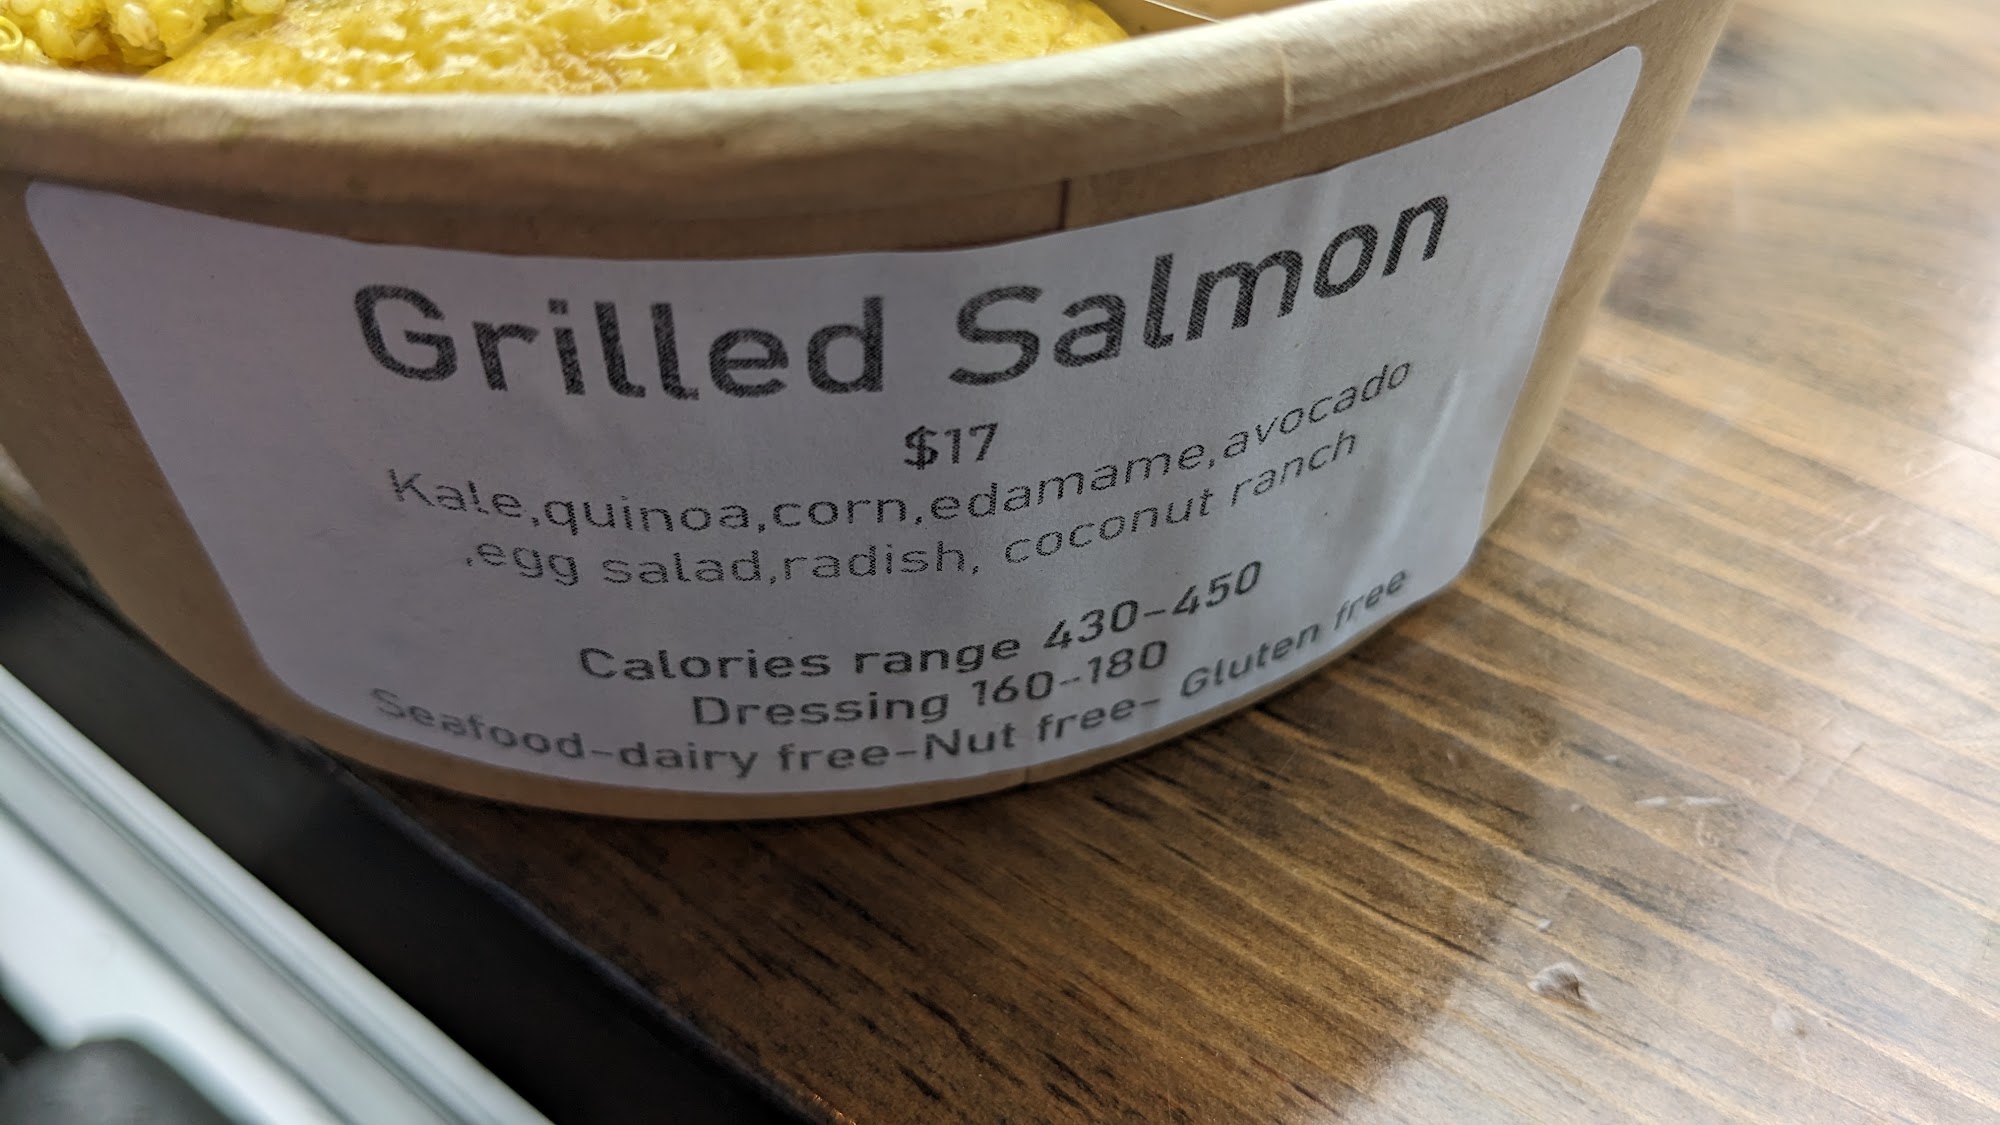 Grilled Salmon
$17
Kale,quinoa,corn,edamame,avocado
,egg salad,radish, coconut ranch
Calories range 430-450
Dressing 160-180
Seafood-dairy free-Nut free- Gluten free